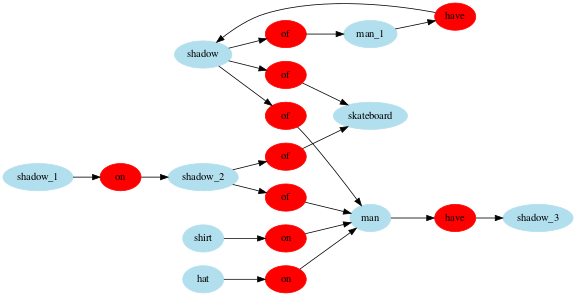 have
shadow
of
man_1
of
skateboard
of
shadow_1
on
shadow_2
of
of
man
have
shadow_3
shirt
on
hat
on